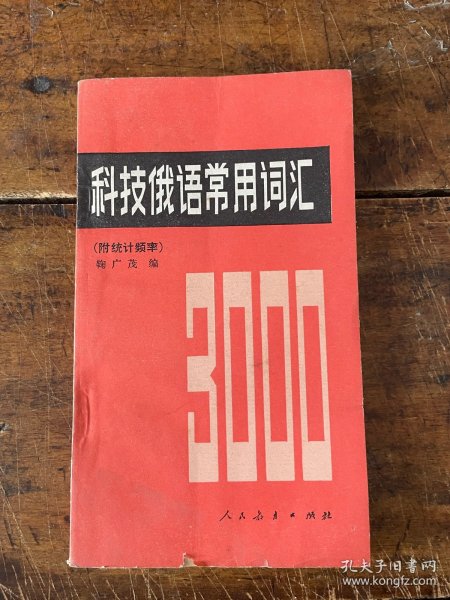 科技俄语常用词汇
(附统计频率)
鞠广茂 编
3000
人民教育出版社
孔夫子旧书网
www.kongfz.com